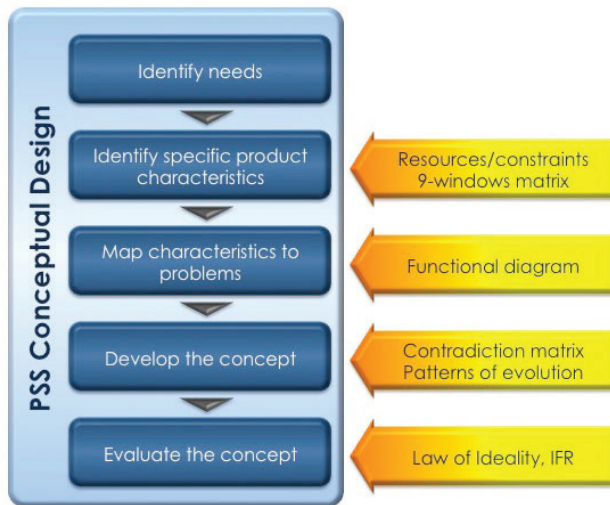 PSS Conceptual Design
Identify needs
Identify specific product
characteristics
Resources/constraints
9-windows matrix
Map characteristics to
problems
Functional diagram
Develop the concept
Contradiction matrix
Patterns of evolution
Evaluate the concept
Law of Ideality, IFR